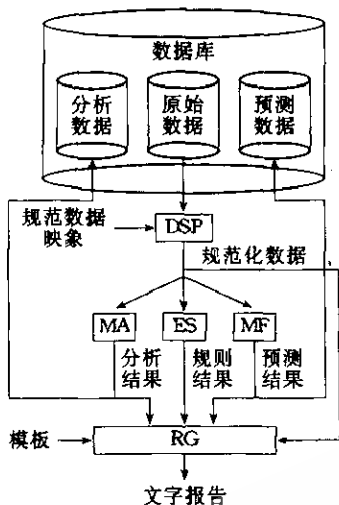 数据库
分析 原始 预测
数据 数据 数据
规范数据
映象
DSP
规范化数据
MA ES MF
分析 规则 预测
结果 结果 结果
模板
RG
文字报告